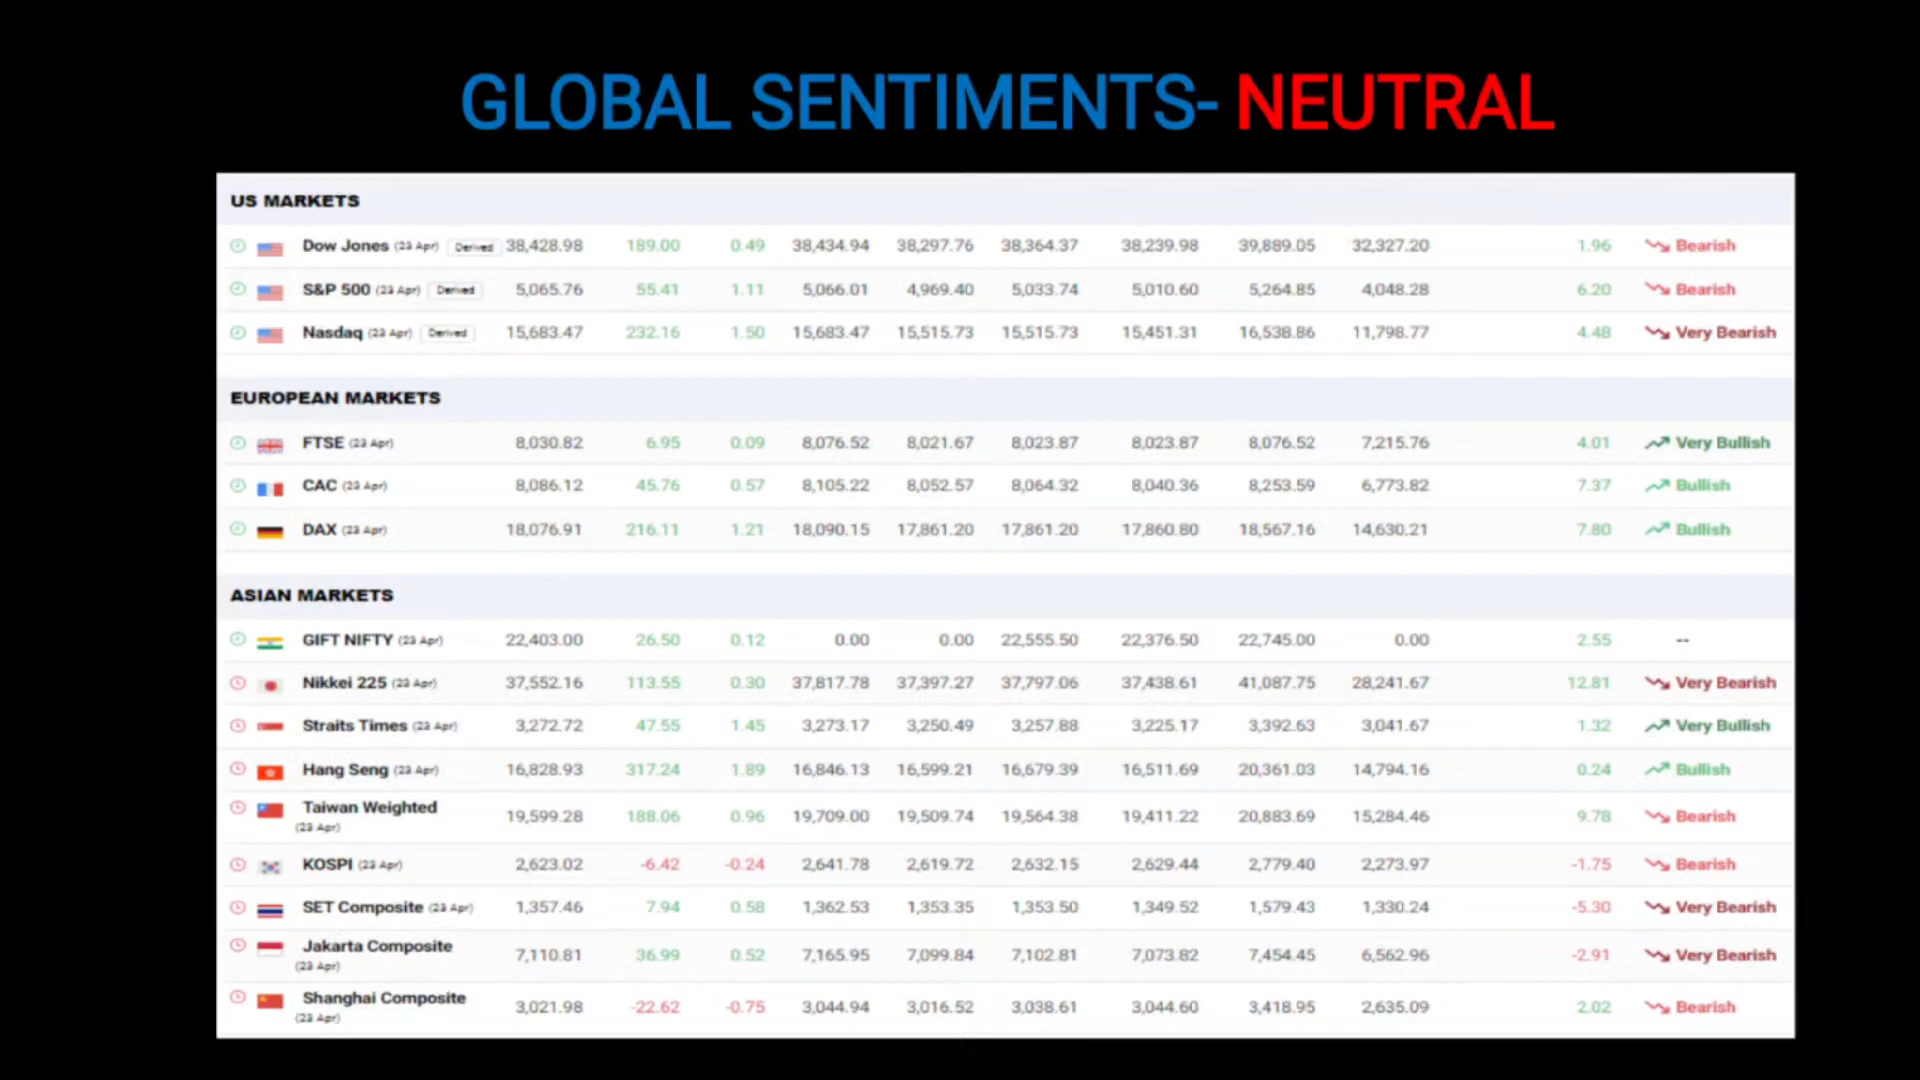 GLOBAL SENTIMENTS- NEUTRAL
US MARKETS
Dow Jones (23 Apr) Derived 38,428.98 189.00 0.49 38,434.94 38,297.76 38,364.37 38,239.98 39,889.05 32,327.20 1.96 Bearish
S&P 500 (23 Apr) Derived 5,065.76 55.41 1.11 5,066.01 4,969.40 5,033.74 5,010.60 5,264.85 4,048.28 6.20 Bearish
Nasdaq (23 Apr) Derived 15,683.47 232.16 1.50 15,683.47 15,515.73 15,515.73 15,451.31 16,538.86 11,798.77 4.48 Very Bearish
EUROPEAN MARKETS
FTSE (23 Apr) 8,030.82 6.95 0.09 8,076.52 8,021.67 8,023.87 8,023.87 8,076.52 7,215.76 4.01 Very Bullish
CAC (23 Apr) 8,086.12 45.76 0.57 8,105.22 8,052.57 8,064.32 8,040.36 8,253.59 6,773.82 7.37 Bullish
DAX (23 Apr) 18,076.91 216.11 1.21 18,090.15 17,861.20 17,861.20 17,860.80 18,567.16 14,630.21 7.80 Bullish
ASIAN MARKETS
GIFT NIFTY (23 Apr) 22,403.00 26.50 0.12 0.00 0.00 22,555.50 22,376.50 22,745.00 0.00 2.55 --
Nikkei 225 (23 Apr) 37,552.16 113.55 0.30 37,817.78 37,397.27 37,797.06 37,438.61 41,087.75 28,241.67 12.81 Very Bearish
Straits Times (23 Apr) 3,272.72 47.55 1.45 3,273.17 3,250.49 3,257.88 3,225.17 3,392.63 3,041.67 1.32 Very Bullish
Hang Seng (23 Apr) 16,828.93 317.24 1.89 16,846.13 16,599.21 16,679.39 16,511.69 20,361.03 14,794.16 0.24 Bullish
Taiwan Weighted
(23 Apr) 19,599.28 188.06 0.96 19,709.00 19,509.74 19,564.38 19,411.22 20,883.69 15,284.46 9.78 Bearish
KOSPI (23 Apr) 2,623.02 -6.42 -0.24 2,641.78 2,619.72 2,632.15 2,629.44 2,779.40 2,273.97 -1.75 Bearish
SET Composite (23 Apr) 1,357.46 7.94 0.58 1,362.53 1,353.35 1,353.50 1,349.52 1,579.43 1,330.24 -5.30 Very Bearish
Jakarta Composite
(23 Apr) 7,110.81 36.99 0.52 7,165.95 7,099.84 7,102.81 7,073.82 7,454.45 6,562.96 -2.91 Very Bearish
Shanghai Composite
(23 Apr) 3,021.98 -22.62 -0.75 3,044.94 3,016.52 3,038.61 3,044.60 3,418.95 2,635.09 2.02 Bearish